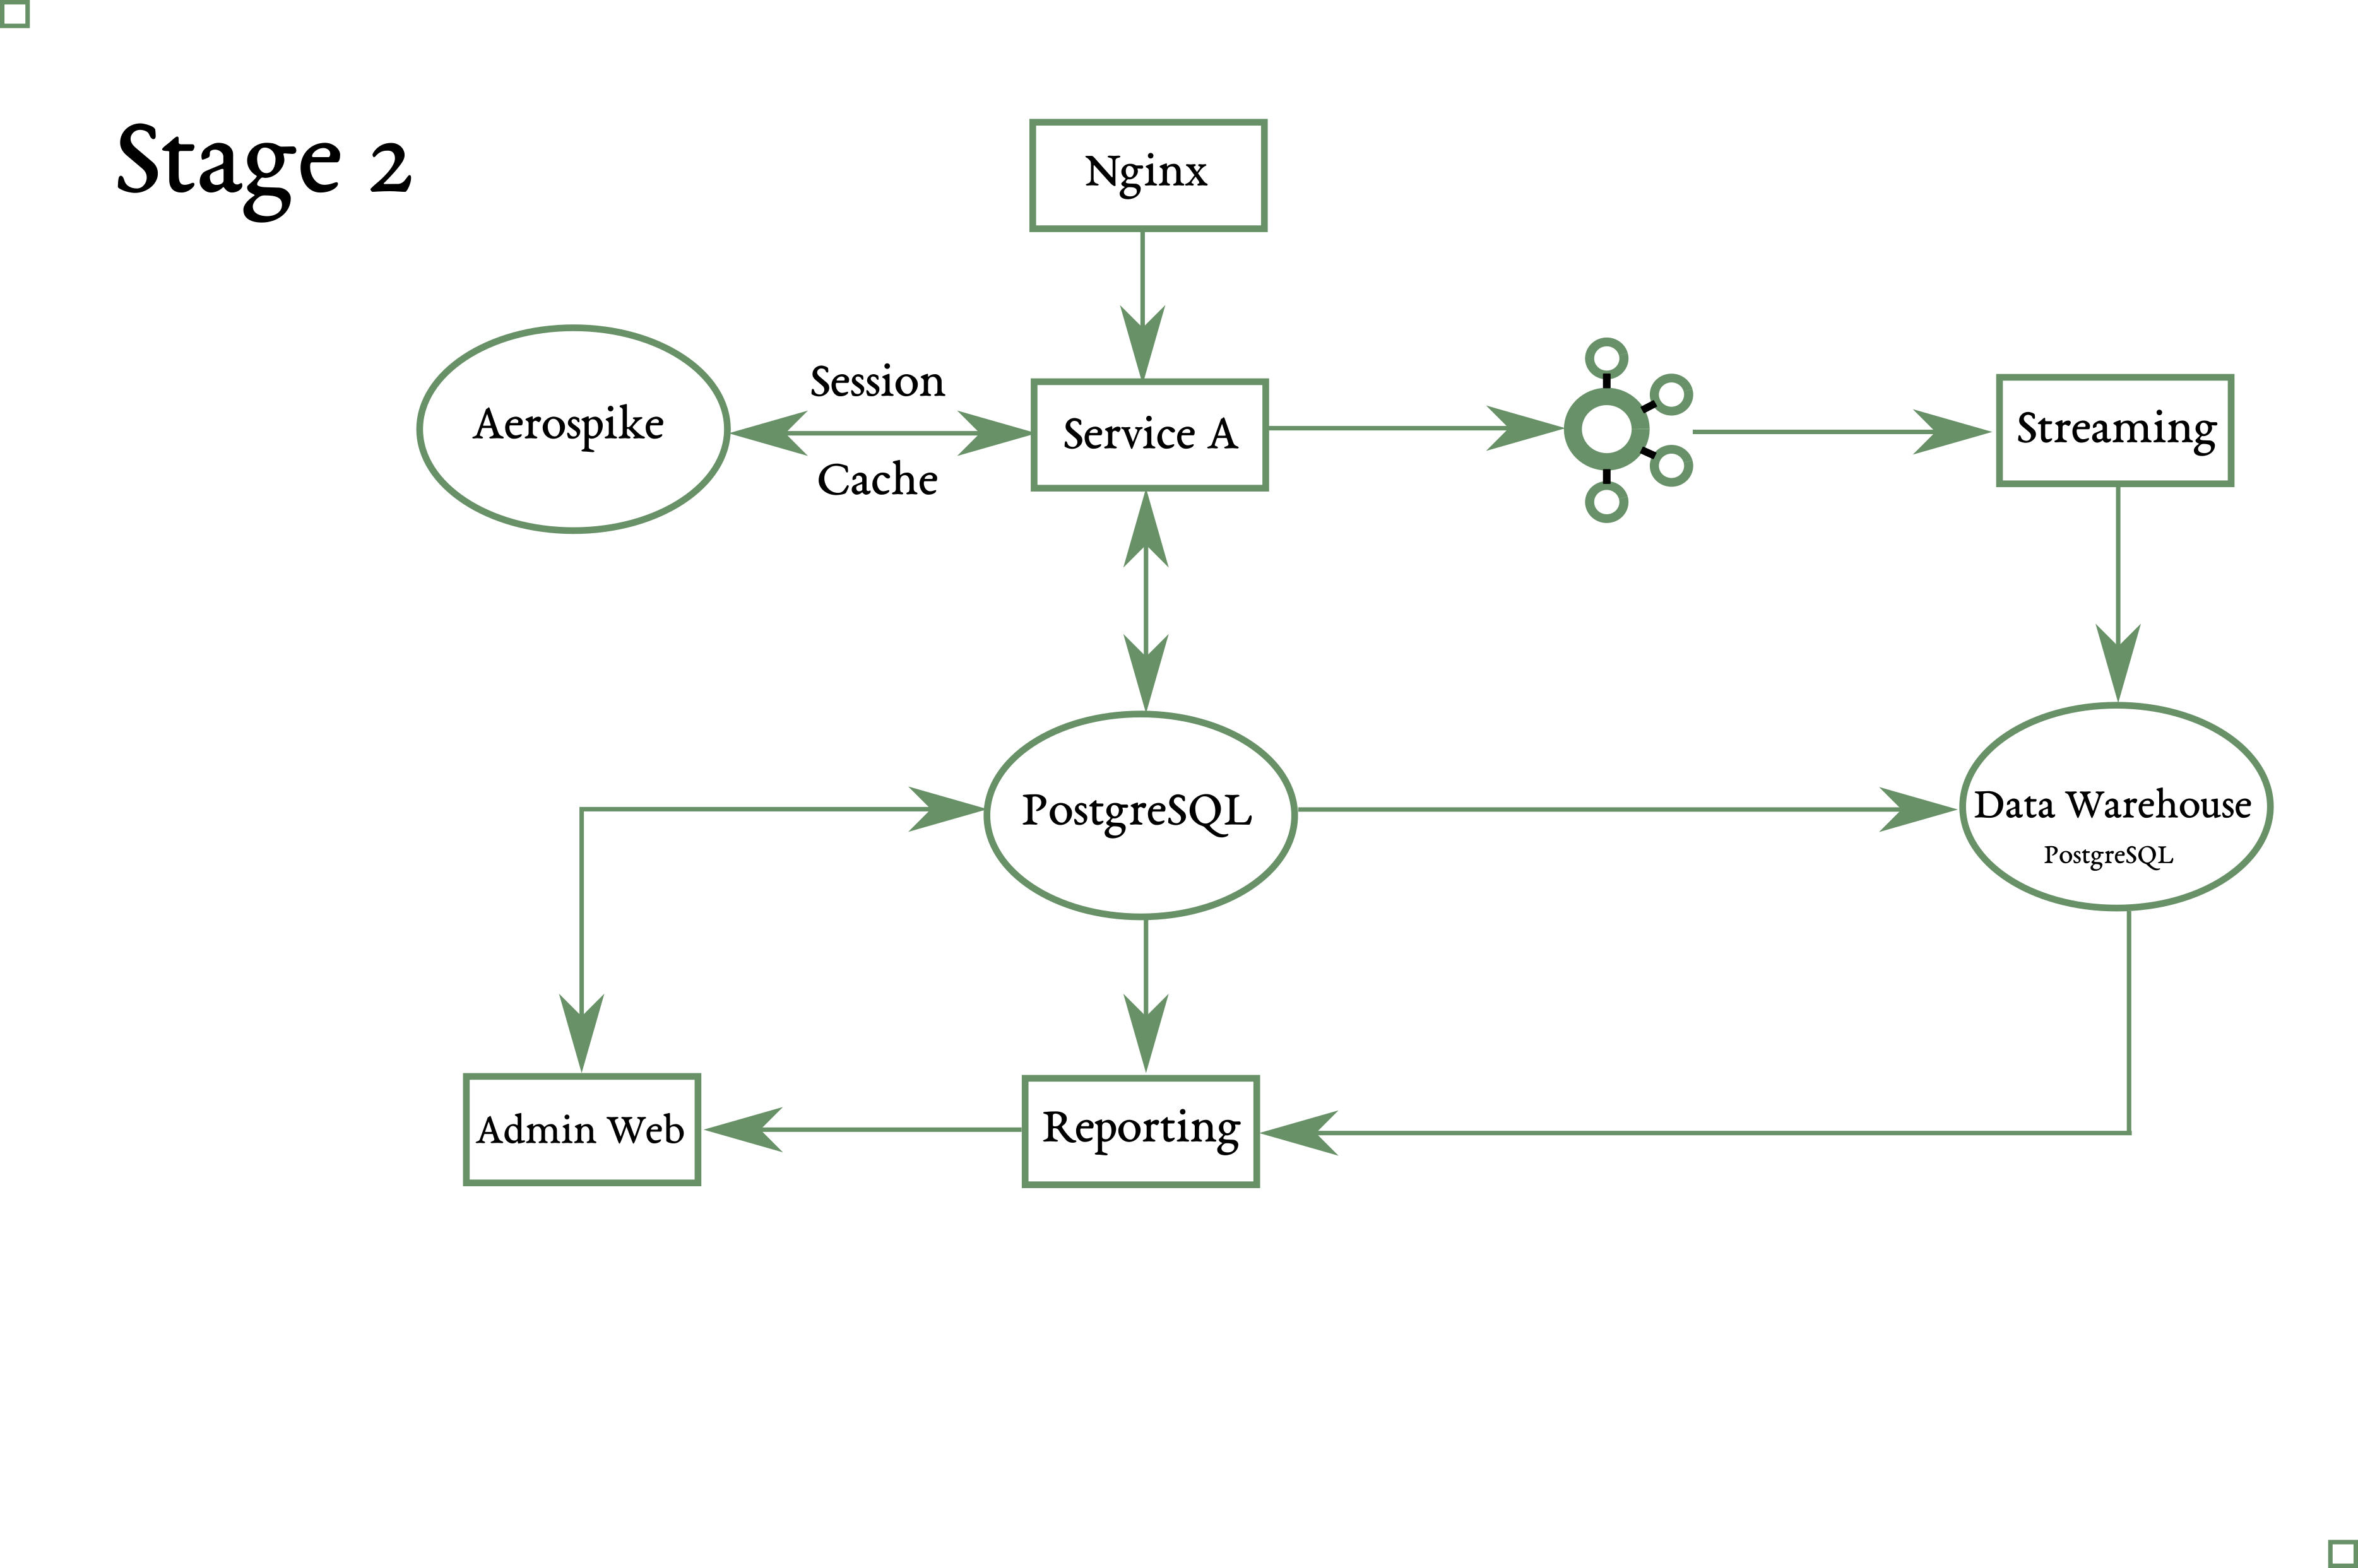 Stage 2
Nginx
Session
Aerospike
Service A
Streaming
Cache
PostgreSQL
Data Warehouse
PostgreSQL
Admin Web
Reporting